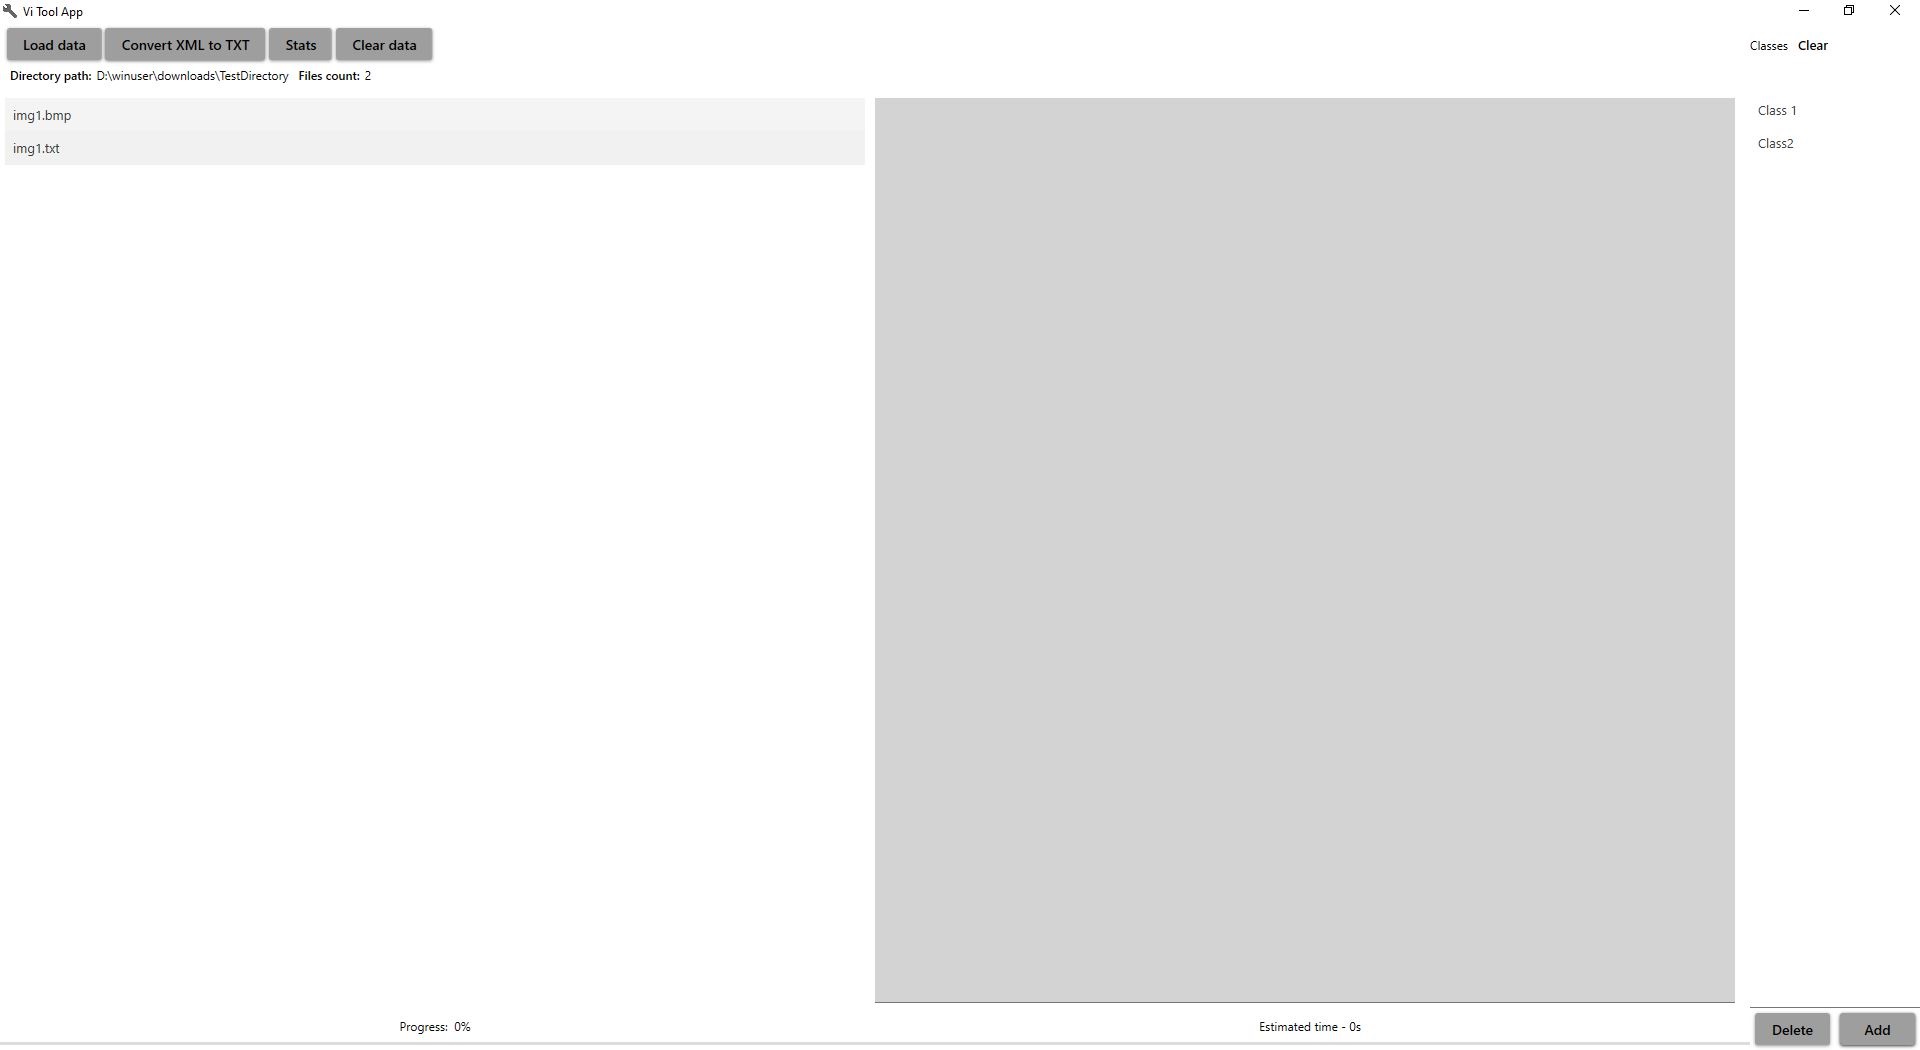 Vi Tool App
Load data Convert XML to TXT Stats Clear data Classes Clear
Directory path: D:\winuser\downloads\TestDirectory Files count: 2
img1.bmp
img1.txt
Class 1
Class2
Progress: 0% Estimated time - 0s
Delete Add